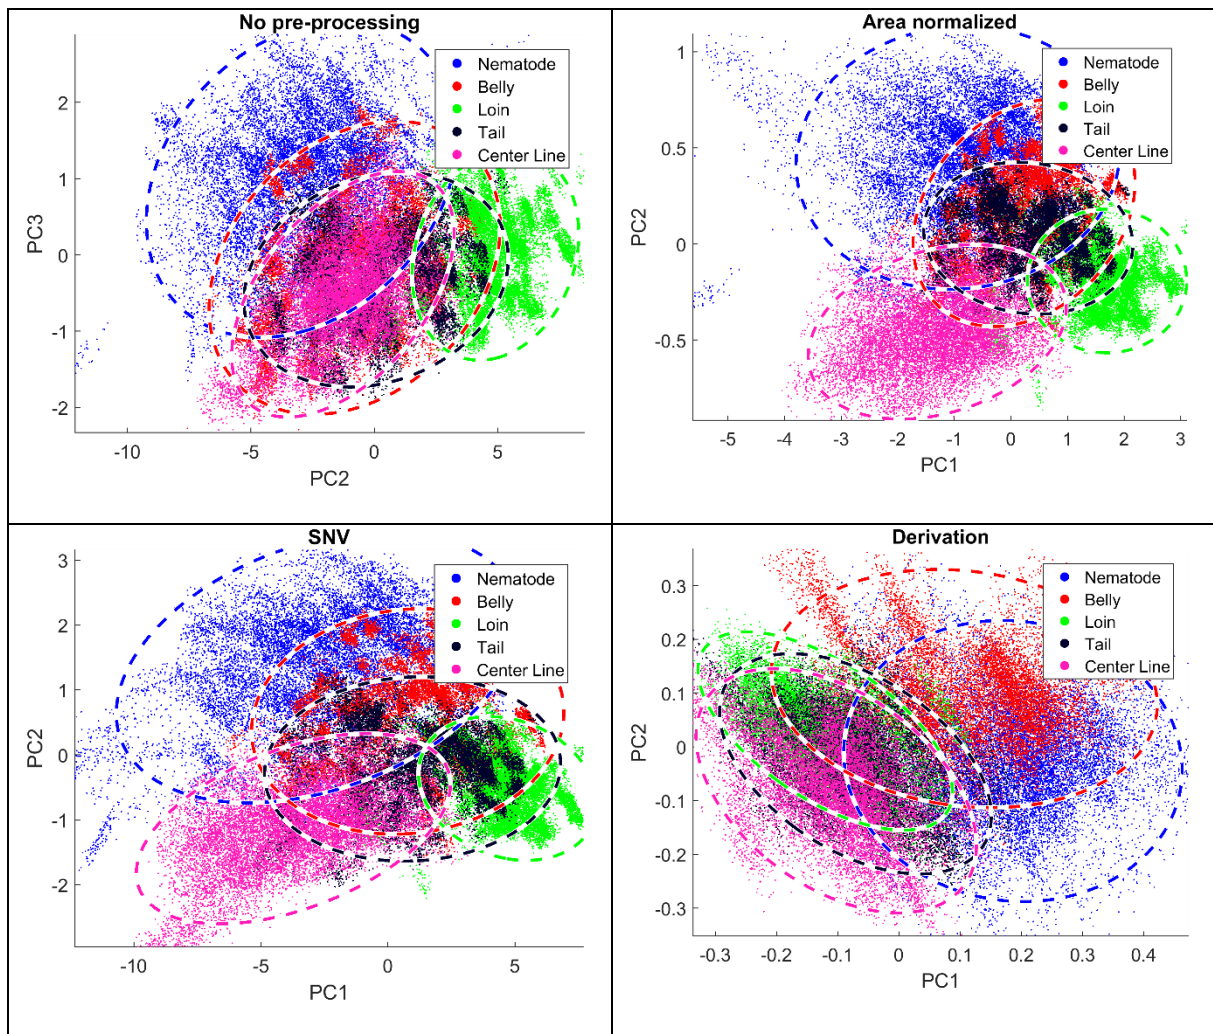 No pre-processing
Nematode
Belly
Loin
Tail
Center Line
2
1
0
-1
-2
PC3
-10
-5
0
5
PC2
Area normalized
Nematode
Belly
Loin
Tail
Center Line
1
0.5
0
-0.5
PC2
-5
-4
-3
-2
-1
0
1
2
3
PC1
SNV
Nematode
Belly
Loin
Tail
Center Line
3
2
1
0
-1
-2
PC2
-10
-5
0
5
PC1
Derivation
Nematode
Belly
Loin
Tail
Center Line
0.3
0.2
0.1
0
-0.1
-0.2
-0.3
PC2
-0.3
-0.2
-0.1
0
0.1
0.2
0.3
0.4
PC1